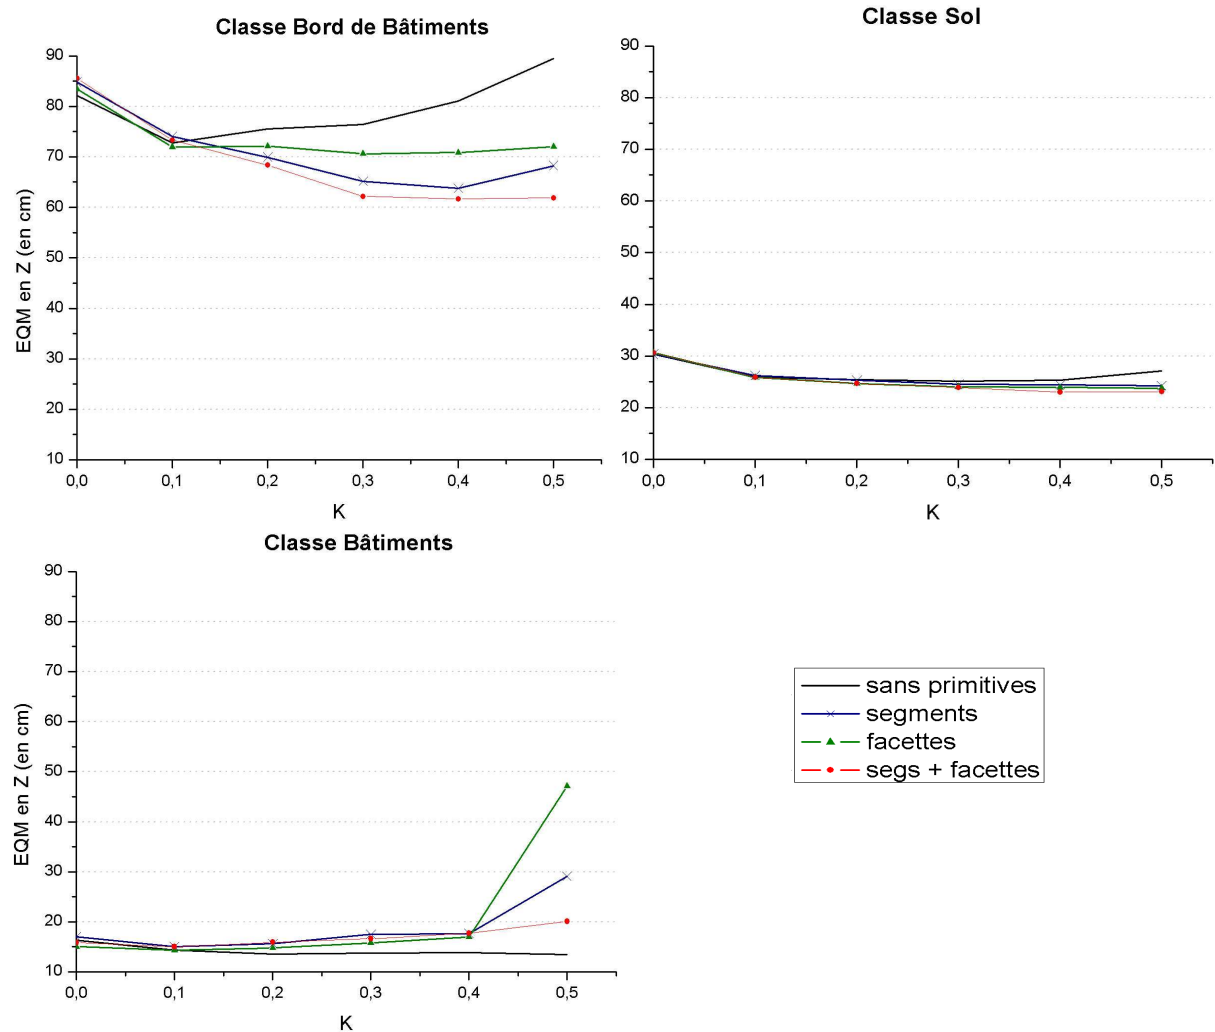 Classe Bord de Bâtiments
90
80
70
60
50
40
30
20
10
EQM en Z (en cm)
0,0 0,1 0,2 0,3 0,4 0,5
K
Classe Sol
90
80
70
60
50
40
30
20
10
0,0 0,1 0,2 0,3 0,4 0,5
K
Classe Bâtiments
90
80
70
60
50
40
30
20
10
EQM en Z (en cm)
0,0 0,1 0,2 0,3 0,4 0,5
K
sans primitives
segments
facettes
segs + facettes